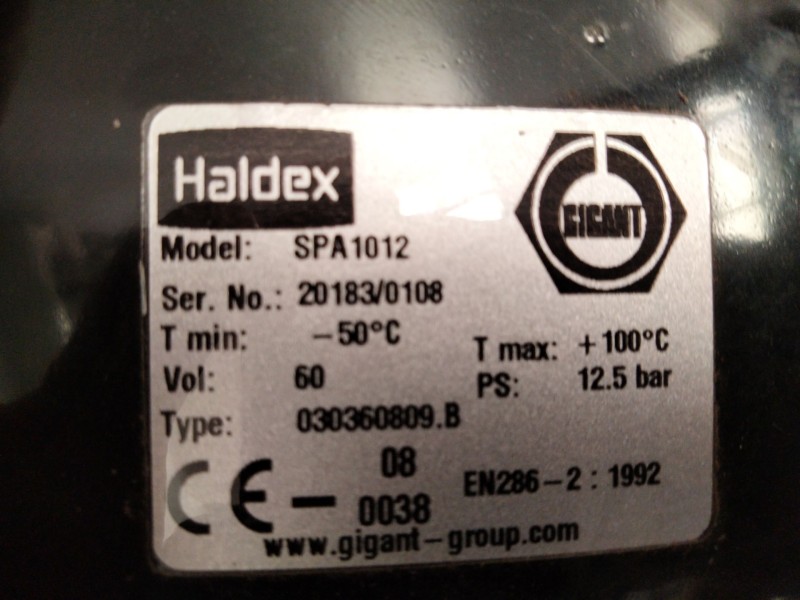 Haldex
GIGANT
Model: SPA1012
Ser. No.: 20183/0108
T min: -50°C
T max: +100°C
Vol: 60
PS: 12.5 bar
Type: 030360809.B
CE - 08
0038
EN286-2 : 1992
www.gigant-group.com